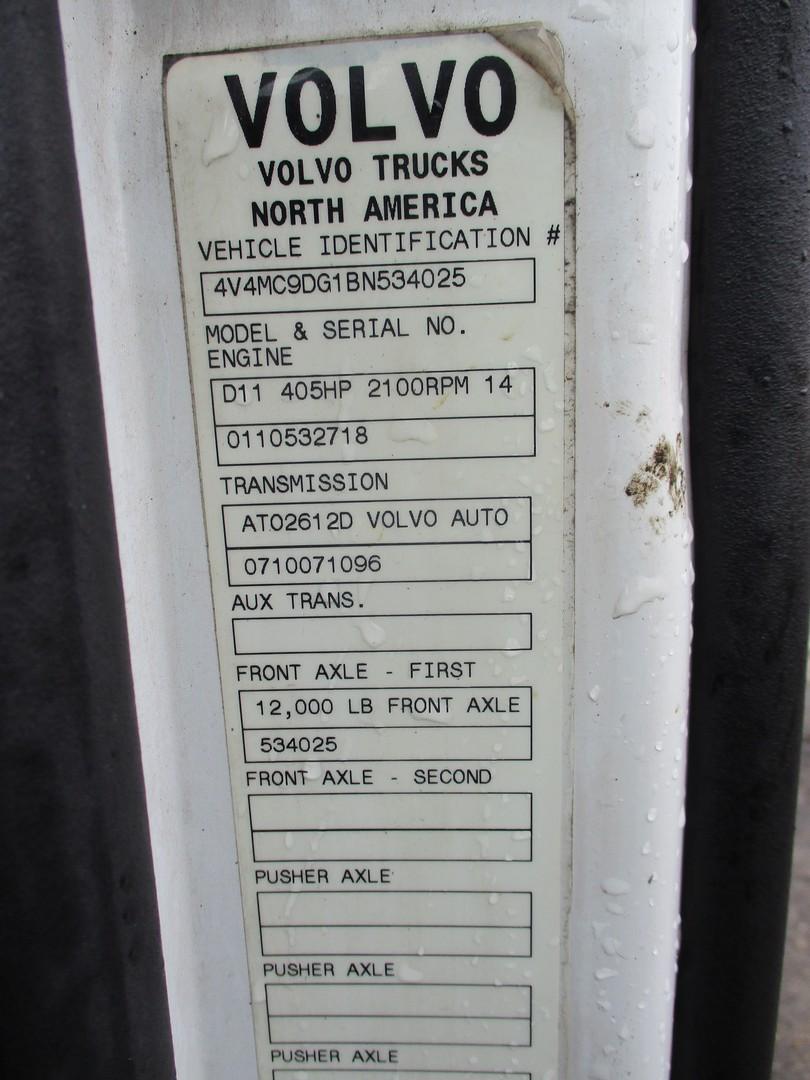 VOLVO
VOLVO TRUCKS
NORTH AMERICA
VEHICLE IDENTIFICATION #
4V4MC9DG1BN534025
MODEL & SERIAL NO.
ENGINE
D11 405HP 2100RPM 14
0110532718
TRANSMISSION
ATO2612D VOLVO AUTO
0710071096
AUX TRANS.
FRONT AXLE - FIRST
12,000 LB FRONT AXLE
534025
FRONT AXLE - SECOND
PUSHER AXLE
PUSHER AXLE
PUSHER AXLE